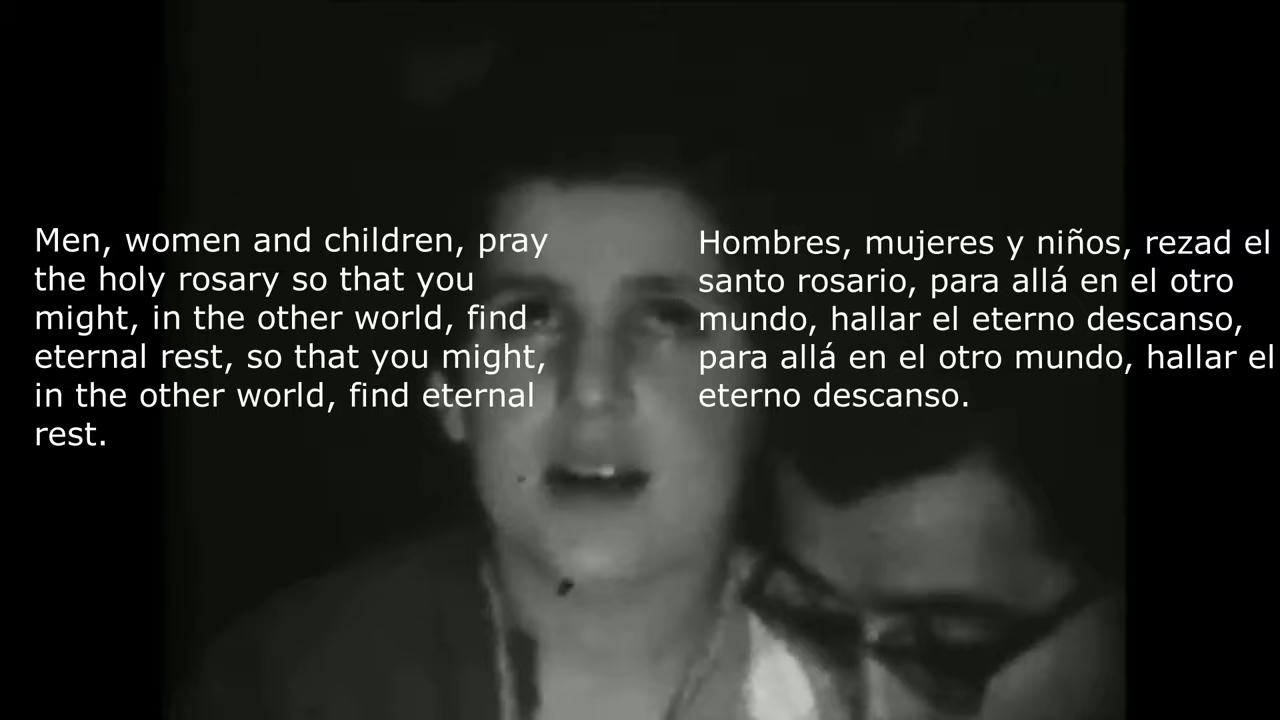 Men, women and children, pray
the holy rosary so that you
might, in the other world, find
eternal rest, so that you might,
in the other world, find eternal
rest.
Hombres, mujeres y niños, rezad el
santo rosario, para allá en el otro
mundo, hallar el eterno descanso,
para allá en el otro mundo, hallar el
eterno descanso.